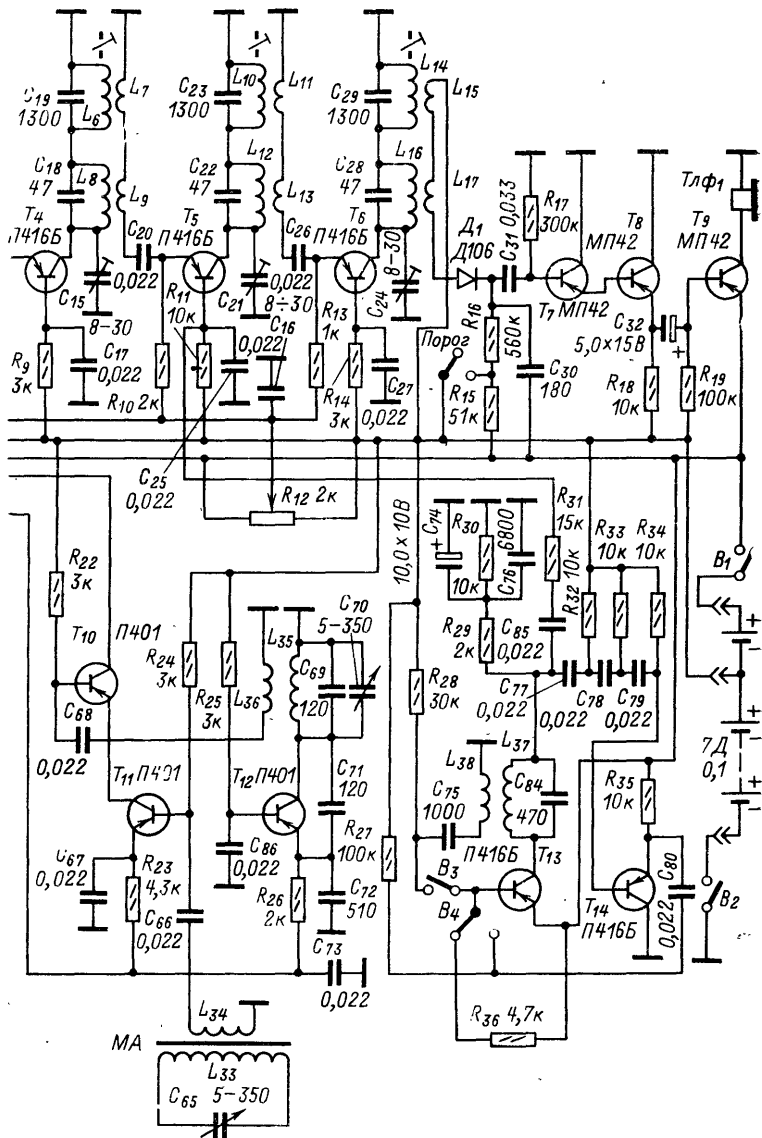 L14
L7
L10
L11
L15
C19
1300
L6
C23
1300
C29
1300
L12
L16
C18
47
L8
L9
C22
47
L13
C28
47
L17
T4
П416Б
C20
T5
П416Б
C26
T6
П416Б
Д1
Д106
C31
0,033
R17
300к
T8
МП42
Тлф1
T9
МП42
C15
8–30
0,022
R11
10к
C21
0,022
8÷30
C24
8–30
T7 МП42
C16
R13
1к
R16
560к
C32
5,0×15В
+
Порог
R9
3к
C17
0,022
0,022
C27
0,022
C30
180
R18
10к
R19
100к
R10 2к
R14
3к
R15
51к
C25
0,022
R12 2к
C74
+
10,0×10В
R30
10к
C76
6800
R31
15к
R33
10к
R34
10к
R32
10к
В1
R22
3к
C70
5–350
R29
2к
C85
0,022
+
–
T10
П401
R24
3к
L35
C69
120
R25
3к
L36
R28
30к
C77
0,022
C78
0,022
C79
0,022
C68
0,022
L37
L38
+
7Д
0,1
–
+
–
T11 П401
T12 П401
C71
120
C75
1000
C84
470
R35
10к
C67
0,022
R23
4,3к
C86
0,022
R27
100к
П416Б
T13
C80
0,022
В3
В2
C66
0,022
R26
2к
C72
510
В4
T14
П416Б
C73
0,022
L34
R36 4,7к
МА
L33
C65 5–350